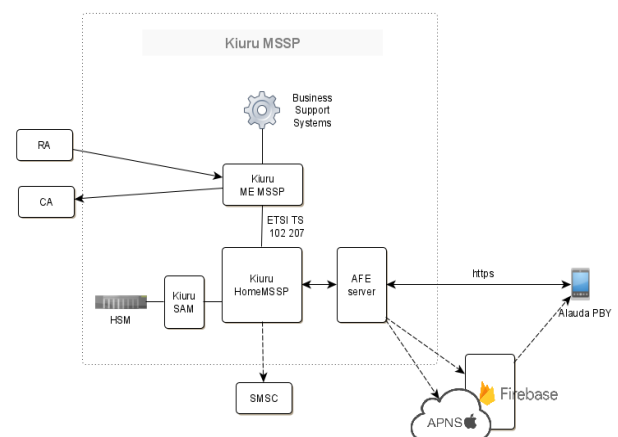 Kiuru MSSP
Business
Support
Systems
RA
Kiuru
ME MSSP
CA
ETSI TS
102 207
Kiuru
HomeMSSP
AFE
server
https
Kiuru
SAM
HSM
Alauda PBY
SMSC
Firebase
APNS